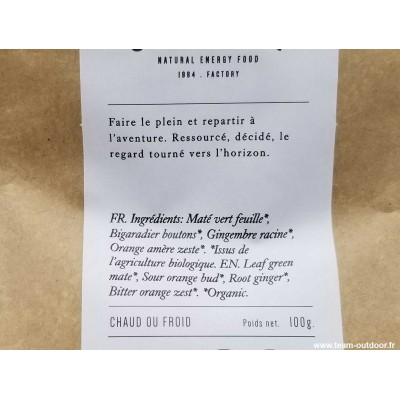 NATURAL ENERGY FOOD
1984 . FACTORY
Faire le plein et repartir à
l'aventure. Ressourcé, décidé, le
regard tourné vers l'horizon.
FR. Ingrédients: Maté vert feuille*,
Bigaradier boutons*, Gingembre racine*,
Orange amère zeste*. *Issus de
l'agriculture biologique. EN. Leaf green
mate*, Sour orange bud*, Root ginger*,
Bitter orange zest*. *Organic.
CHAUD OU FROID Poids net. 100g.
www.team-outdoor.fr